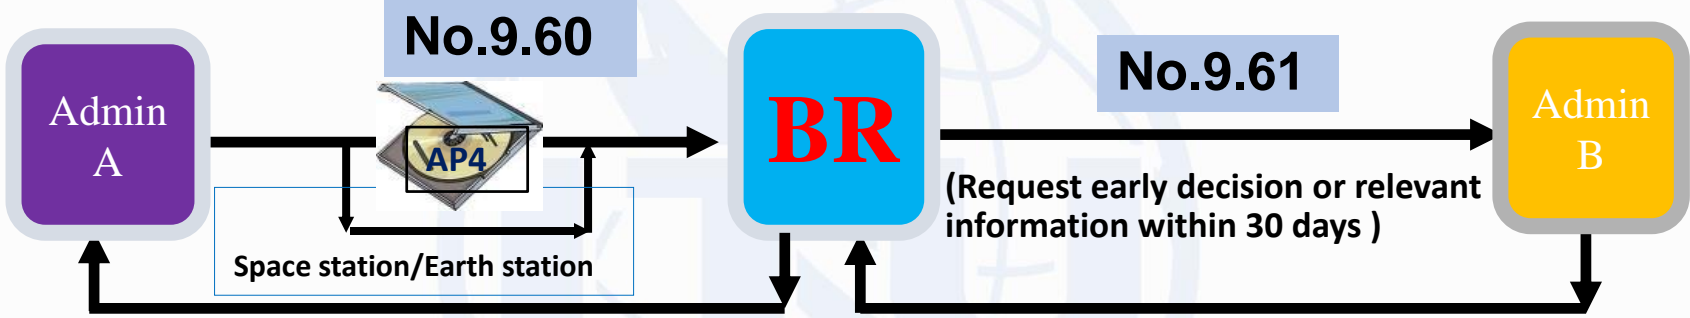 No.9.60
No.9.61
Admin
A
AP4
BR
Admin
B
(Request early decision or relevant
information within 30 days )
Space station/Earth station